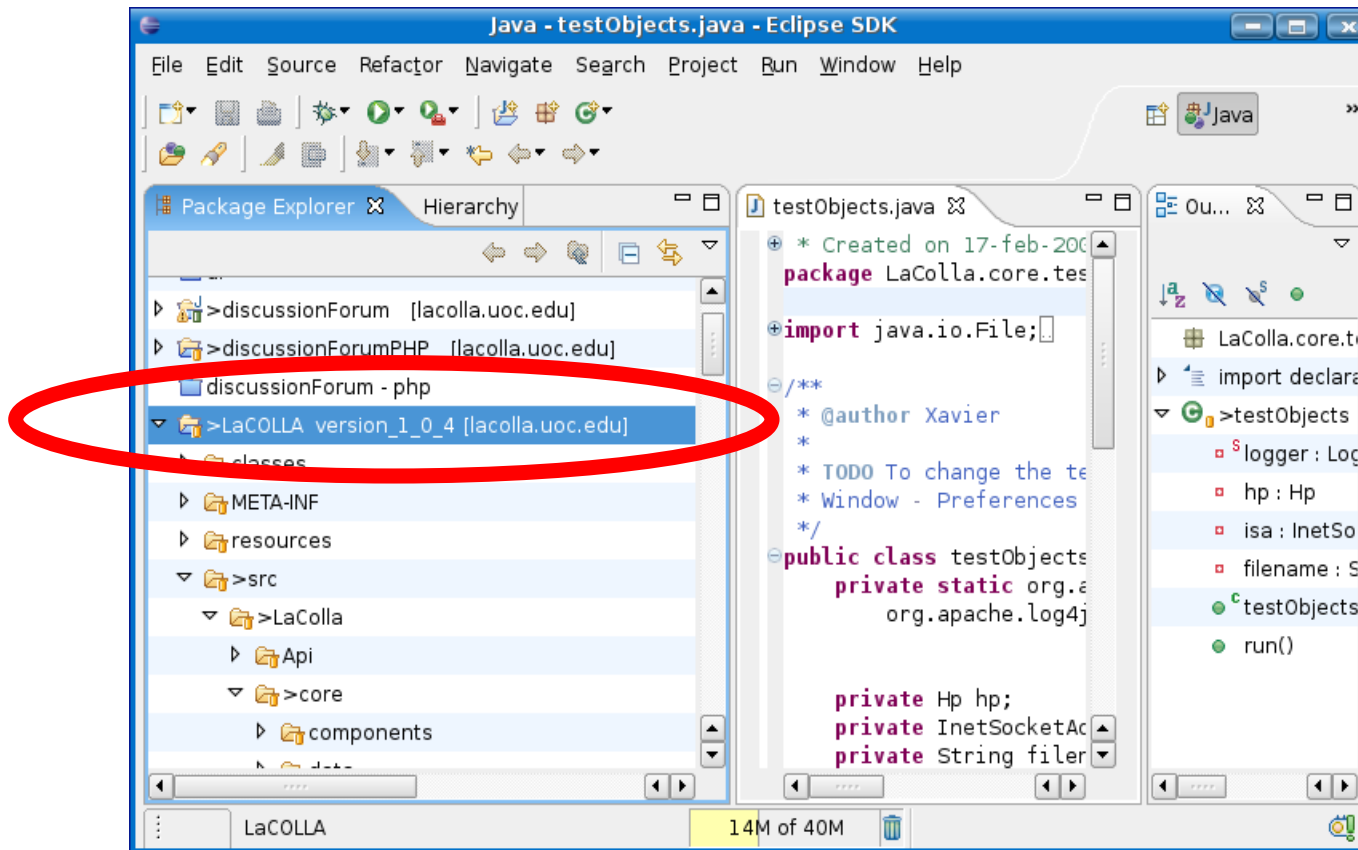 Java - testObjects.java - Eclipse SDK
File Edit Source Refactor Navigate Search Project Run Window Help
Java
Package Explorer Hierarchy
>discussionForum [lacolla.uoc.edu]
>discussionForumPHP [lacolla.uoc.edu]
discussionForum - php
>LaCOLLA version_1_0_4 [lacolla.uoc.edu]
classes
META-INF
resources
>src
>LaColla
Api
>core
components
data
testObjects.java
* Created on 17-feb-200
package LaColla.core.tes
import java.io.File;
/**
* @author Xavier
*
* TODO To change the te
* Window - Preferences
*/
public class testObjects
private static org.a
org.apache.log4j
private Hp hp;
private InetSocketAd
private String filen
Ou...
LaColla.core.te
import declara
>testObjects
logger : Log
hp : Hp
isa : InetSo
filename : S
testObjects
run()
LaCOLLA
14M of 40M